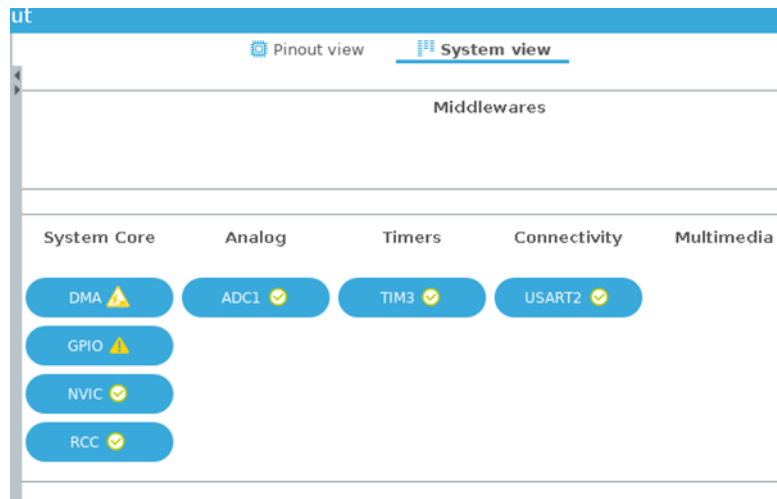 ut
Pinout view System view
Middlewares
System Core Analog Timers Connectivity Multimedia
DMA ADC1 TIM3 USART2
GPIO
NVIC
RCC